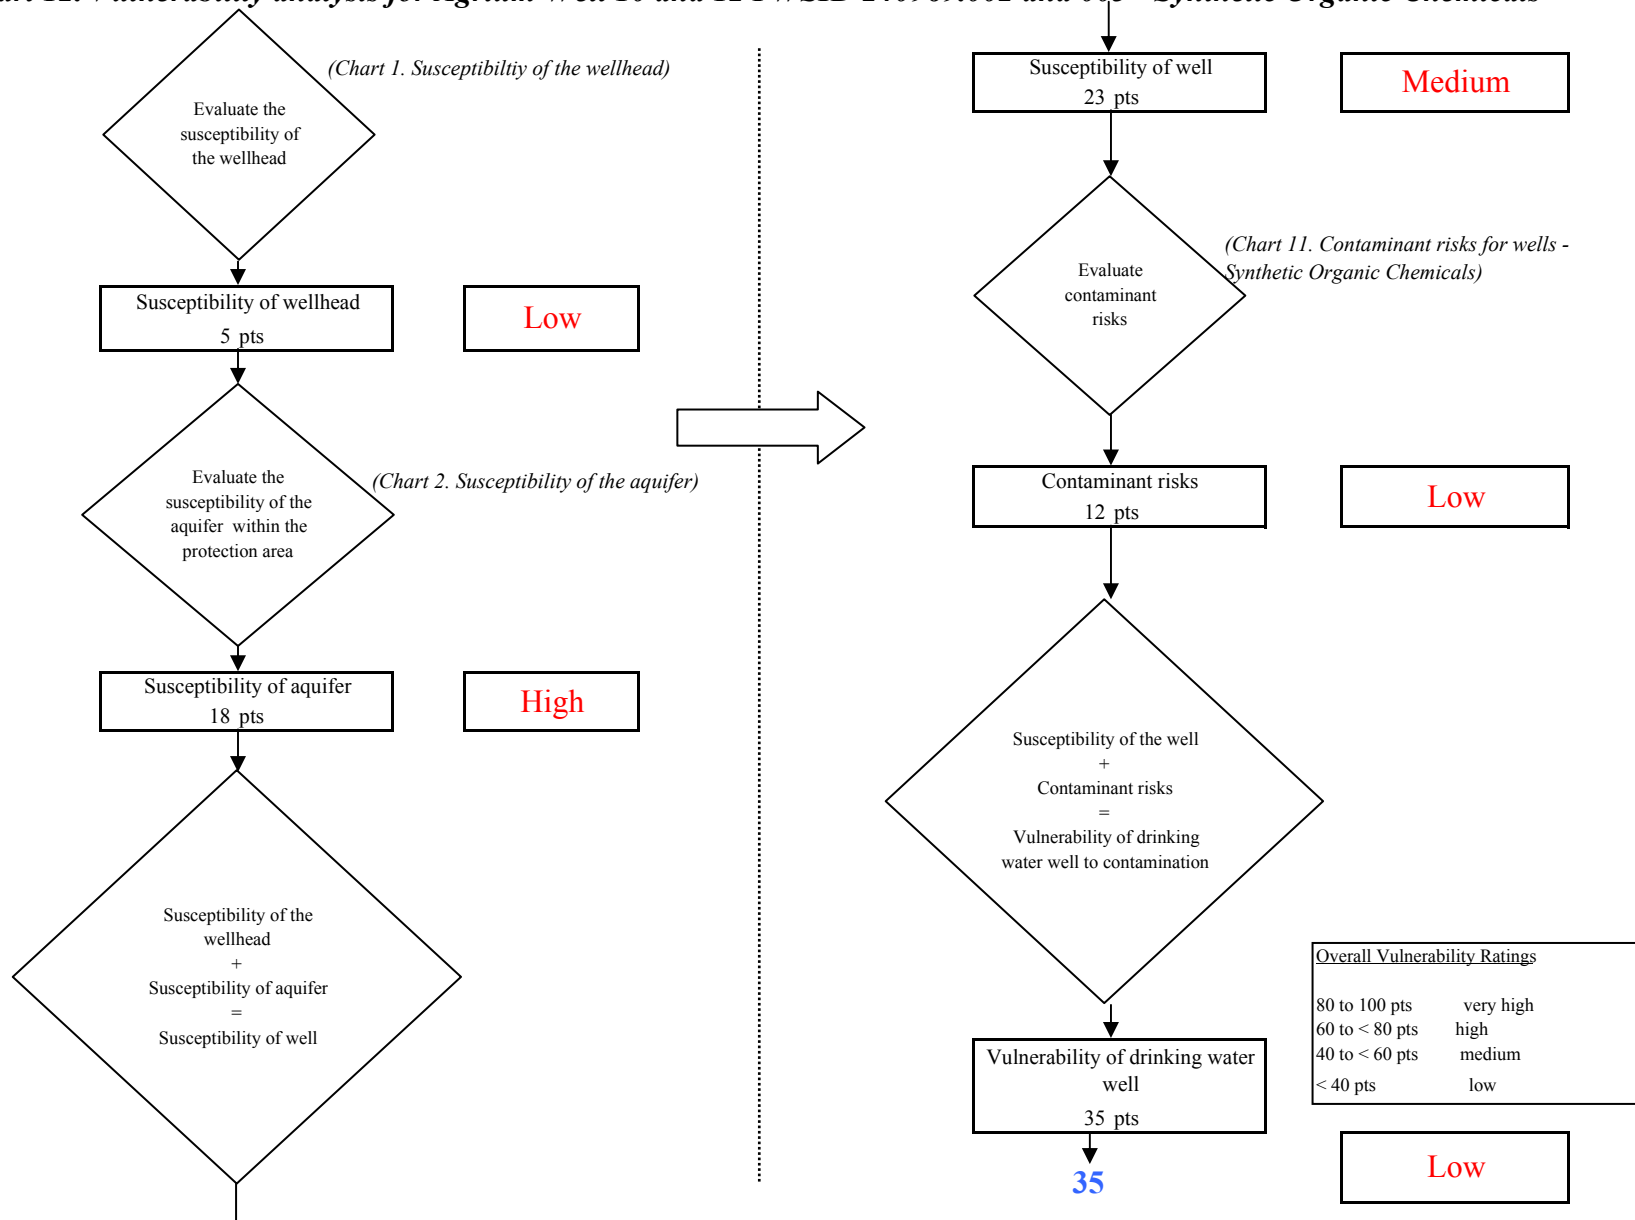 Evaluate the
susceptibility of
the wellhead
(Chart 1. Susceptibiltiy of the wellhead)
Susceptibility of wellhead
5 pts
Low
Evaluate the
susceptibility of the
aquifer within the
protection area
(Chart 2. Susceptibility of the aquifer)
Susceptibility of aquifer
18 pts
High
Susceptibility of the
wellhead
+
Susceptibility of aquifer
=
Susceptibility of well
Susceptibility of well
23 pts
Medium
Evaluate
contaminant
risks
(Chart 11. Contaminant risks for wells -
Synthetic Organic Chemicals)
Contaminant risks
12 pts
Low
Susceptibility of the well
+
Contaminant risks
=
Vulnerability of drinking
water well to contamination
Vulnerability of drinking water
well
35 pts
35
Overall Vulnerability Ratings
80 to 100 pts very high
60 to < 80 pts high
40 to < 60 pts medium
< 40 pts low
Low